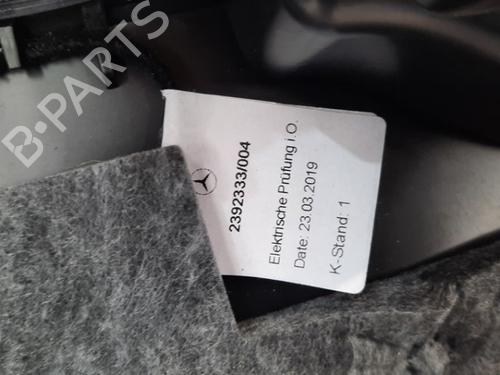 B-PARTS
2392333/004
Elektrische Prüfung i.O.
Date: 23.03.2019
K-Stand: 1